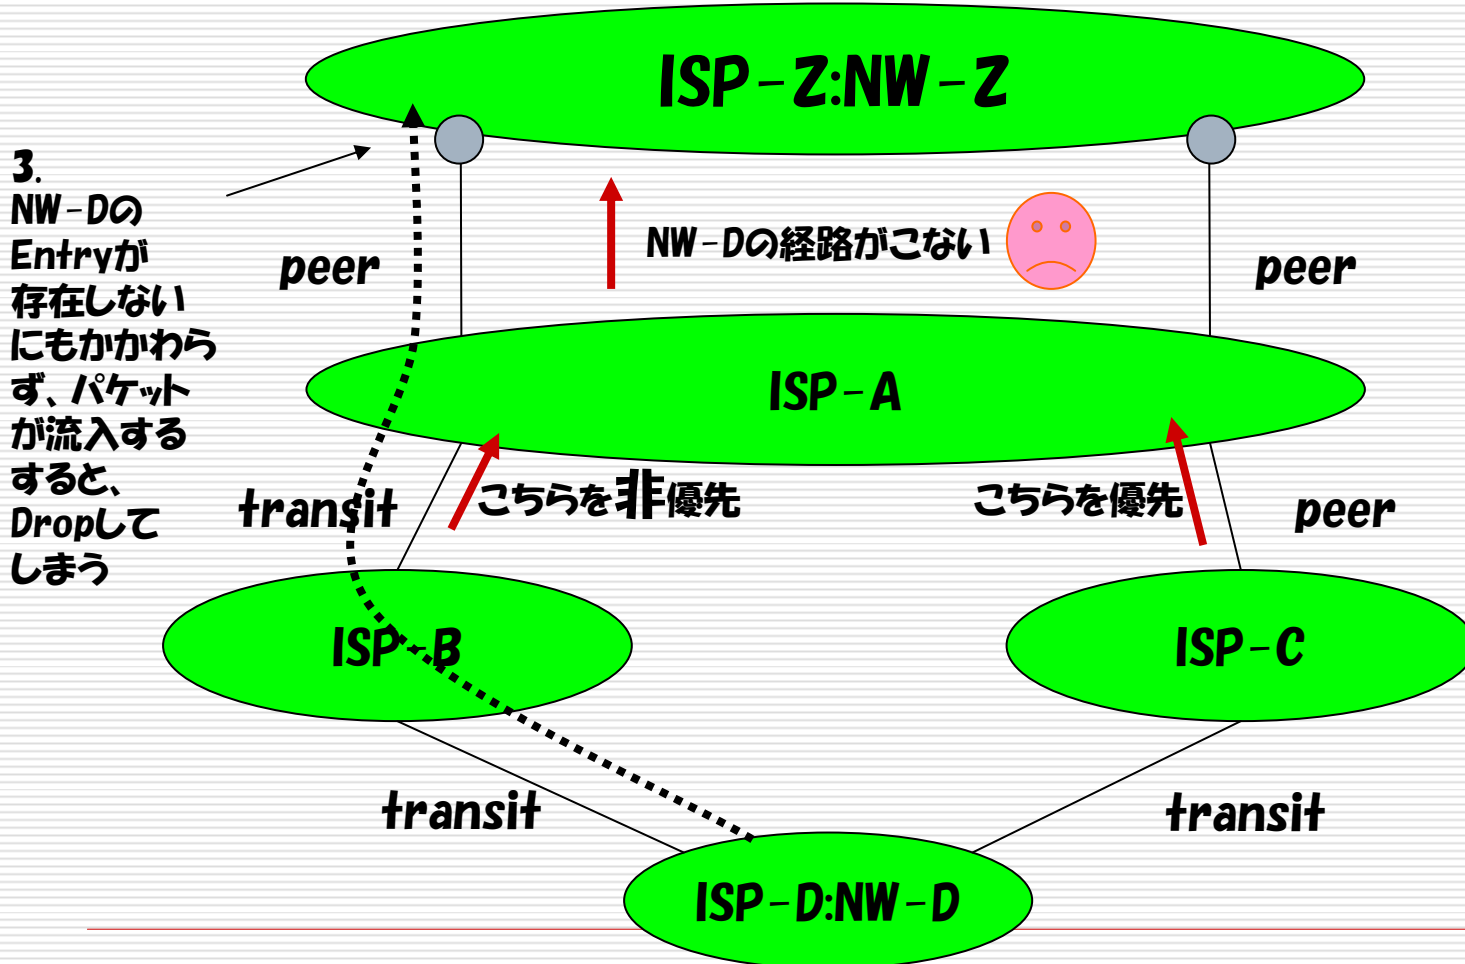 ISP-Z:NW-Z
3.
NW-Dの
Entryが
存在しない
にもかかわら
ず、パケット
が流入する
すると、
Dropして
しまう
peer
NW-Dの経路がこない
peer
ISP-A
transit
こちらを非優先
こちらを優先
peer
ISP-B
ISP-C
transit
transit
ISP-D:NW-D